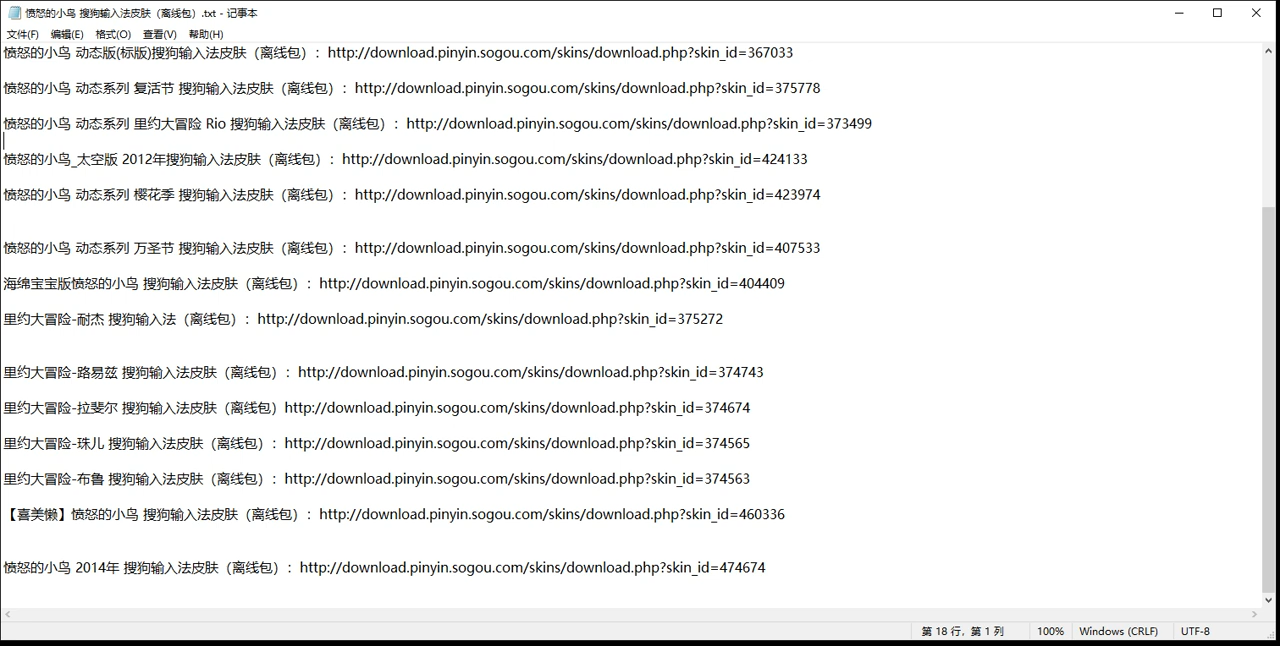 愤怒的小鸟 搜狗输入法皮肤（离线包）.txt - 记事本
文件(F) 编辑(E) 格式(O) 查看(V) 帮助(H)
愤怒的小鸟 动态版(标版)搜狗输入法皮肤（离线包）：http://download.pinyin.sogou.com/skins/download.php?skin_id=367033
愤怒的小鸟 动态系列 复活节 搜狗输入法皮肤（离线包）：http://download.pinyin.sogou.com/skins/download.php?skin_id=375778
愤怒的小鸟 动态系列 里约大冒险 Rio 搜狗输入法皮肤（离线包）：http://download.pinyin.sogou.com/skins/download.php?skin_id=373499
愤怒的小鸟_太空版 2012年搜狗输入法皮肤（离线包）：http://download.pinyin.sogou.com/skins/download.php?skin_id=424133
愤怒的小鸟 动态系列 樱花季 搜狗输入法皮肤（离线包）：http://download.pinyin.sogou.com/skins/download.php?skin_id=423974
愤怒的小鸟 动态系列 万圣节 搜狗输入法皮肤（离线包）：http://download.pinyin.sogou.com/skins/download.php?skin_id=407533
海绵宝宝版愤怒的小鸟 搜狗输入法皮肤（离线包）：http://download.pinyin.sogou.com/skins/download.php?skin_id=404409
里约大冒险-耐杰 搜狗输入法（离线包）：http://download.pinyin.sogou.com/skins/download.php?skin_id=375272
里约大冒险-路易兹 搜狗输入法皮肤（离线包）：http://download.pinyin.sogou.com/skins/download.php?skin_id=374743
里约大冒险-拉斐尔 搜狗输入法皮肤（离线包）http://download.pinyin.sogou.com/skins/download.php?skin_id=374674
里约大冒险-珠儿 搜狗输入法皮肤（离线包）：http://download.pinyin.sogou.com/skins/download.php?skin_id=374565
里约大冒险-布鲁 搜狗输入法皮肤（离线包）：http://download.pinyin.sogou.com/skins/download.php?skin_id=374563
【喜美懒】愤怒的小鸟 搜狗输入法皮肤（离线包）：http://download.pinyin.sogou.com/skins/download.php?skin_id=460336
愤怒的小鸟 2014年 搜狗输入法皮肤（离线包）：http://download.pinyin.sogou.com/skins/download.php?skin_id=474674
第 18 行，第 1 列 100% Windows (CRLF) UTF-8